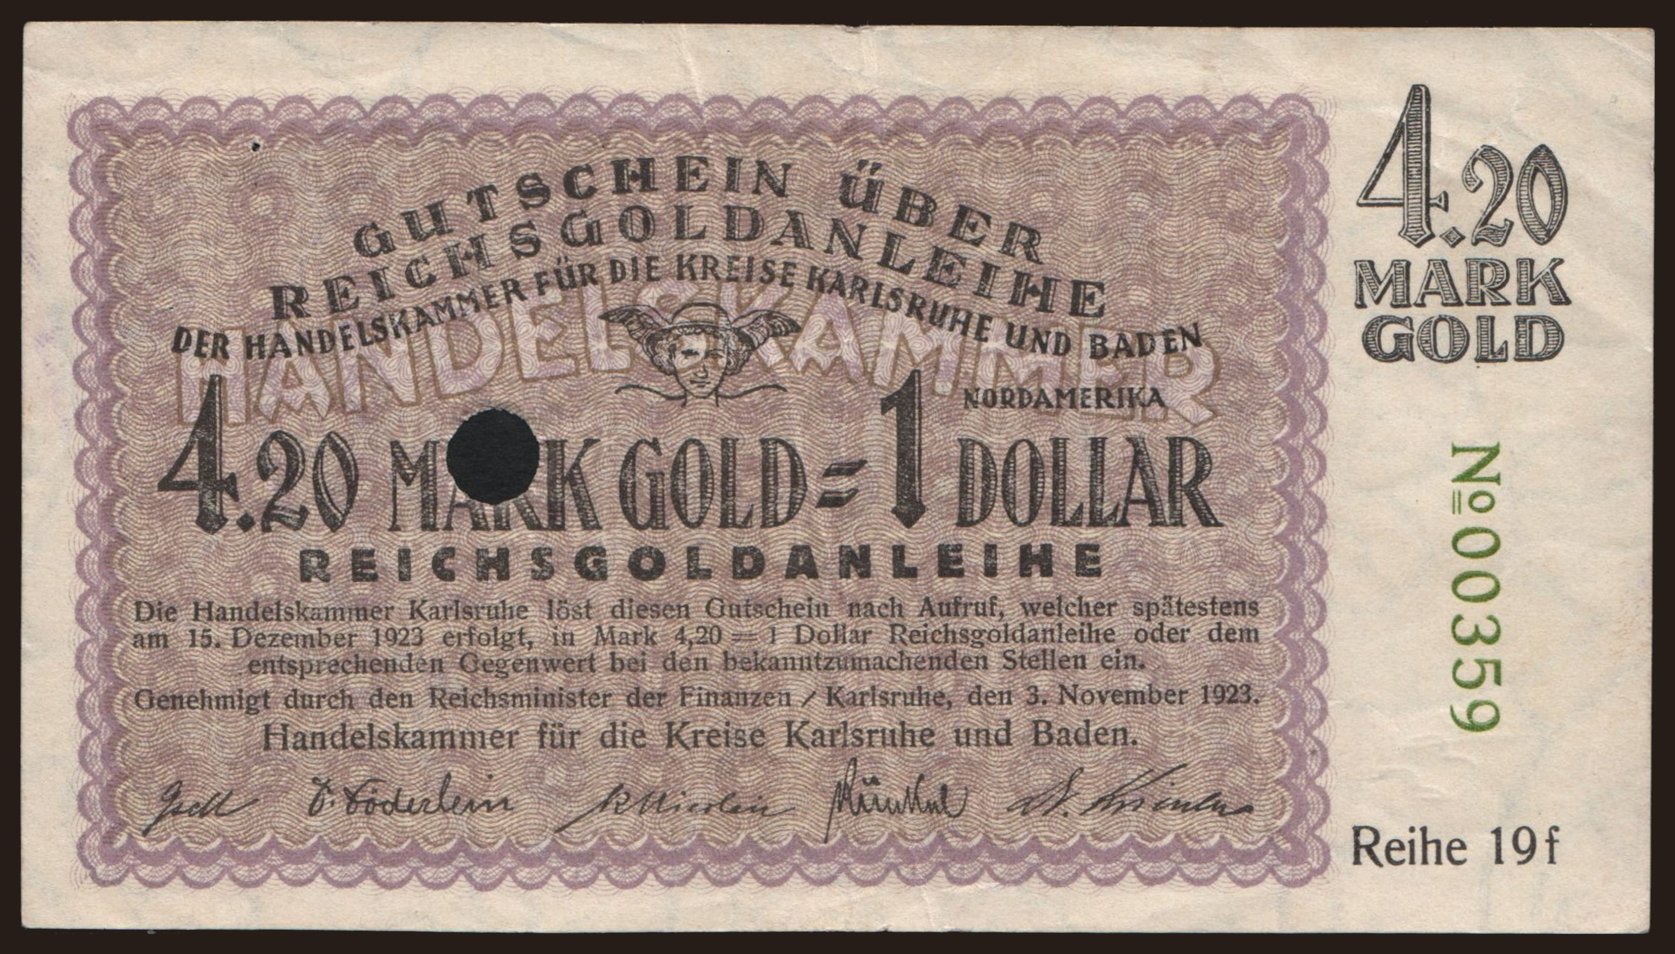 GUTSCHEIN ÜBER
REICHSGOLDANLEIHE
DER HANDELSKAMMER FÜR DIE KREISE KARLSRUHE UND BADEN
HANDELSKAMMER
NORDAMERIKA
4.20 MARK GOLD = 1 DOLLAR
REICHSGOLDANLEIHE
Die Handelskammer Karlsruhe löst diesen Gutschein nach Aufruf, welcher spätestens
am 15. Dezember 1923 erfolgt, in Mark 4,20 = 1 Dollar Reichsgoldanleihe oder dem
entsprechenden Gegenwert bei den bekanntzumachenden Stellen ein.
Genehmigt durch den Reichsminister der Finanzen / Karlsruhe, den 3. November 1923.
Handelskammer für die Kreise Karlsruhe und Baden.
4.20
MARK
GOLD
No 00359
Reihe 19f